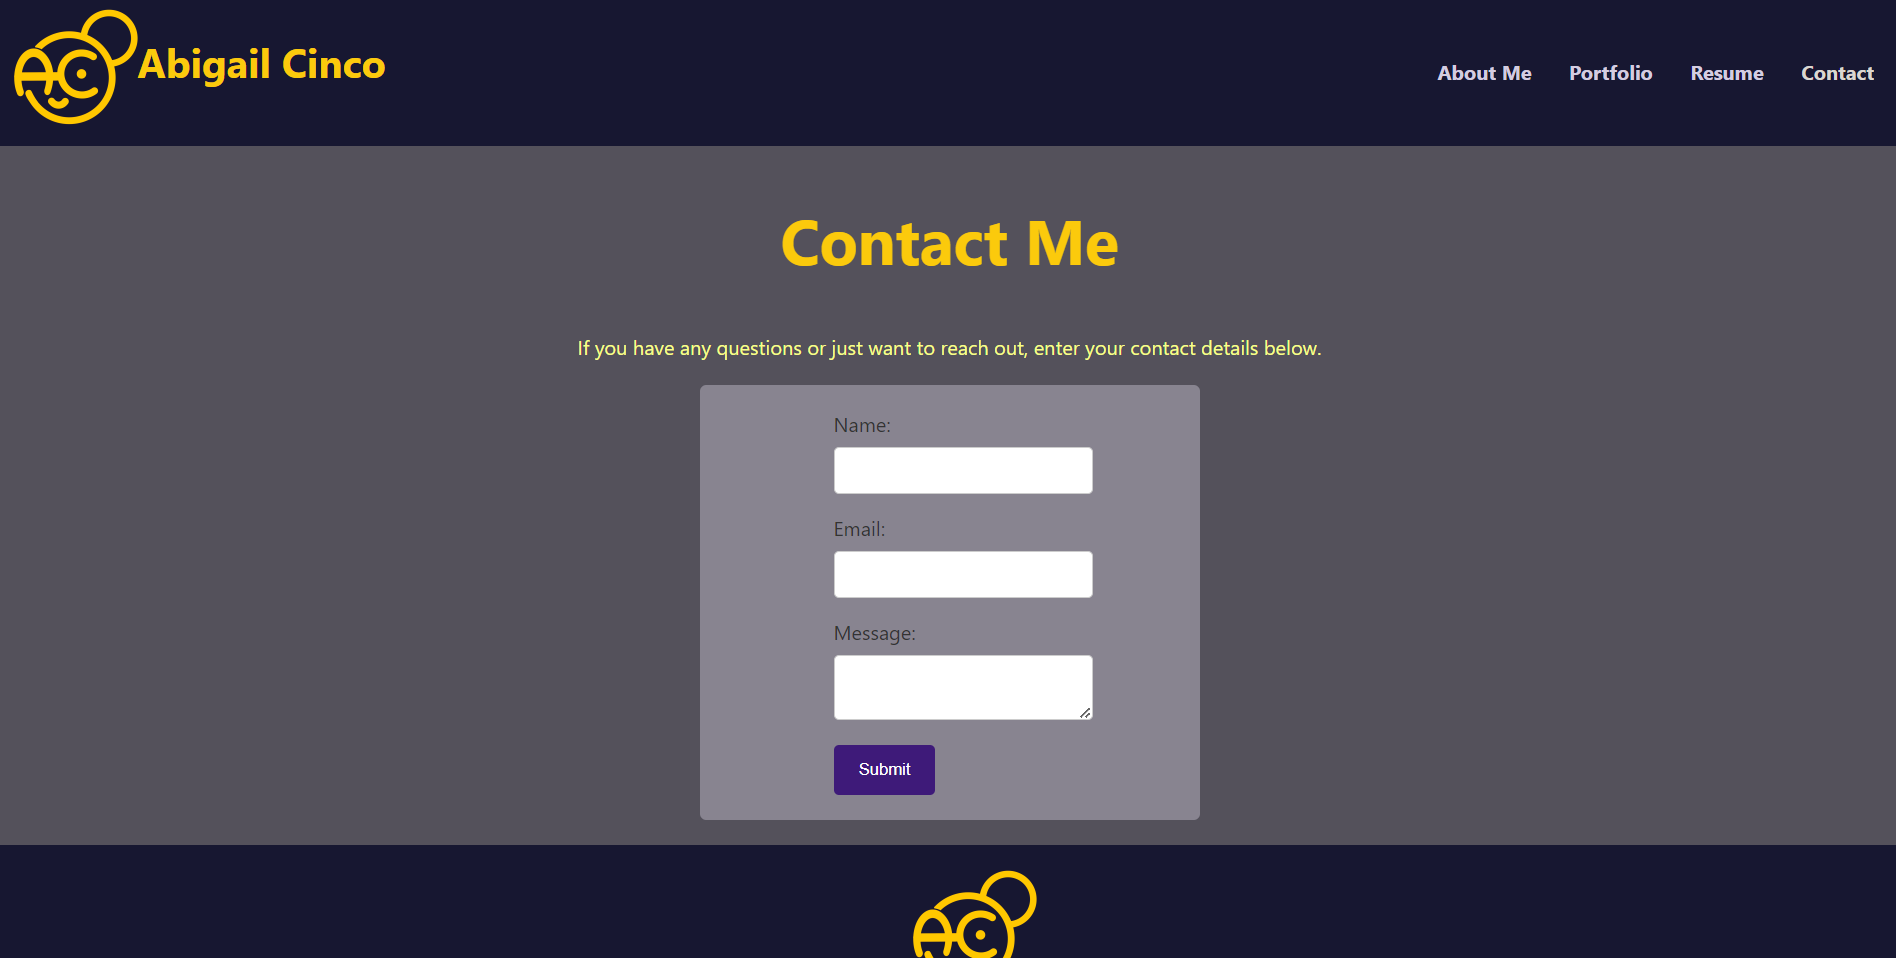 Abigail Cinco
About Me Portfolio Resume Contact
Contact Me
If you have any questions or just want to reach out, enter your contact details below.
Name:
Email:
Message:
Submit